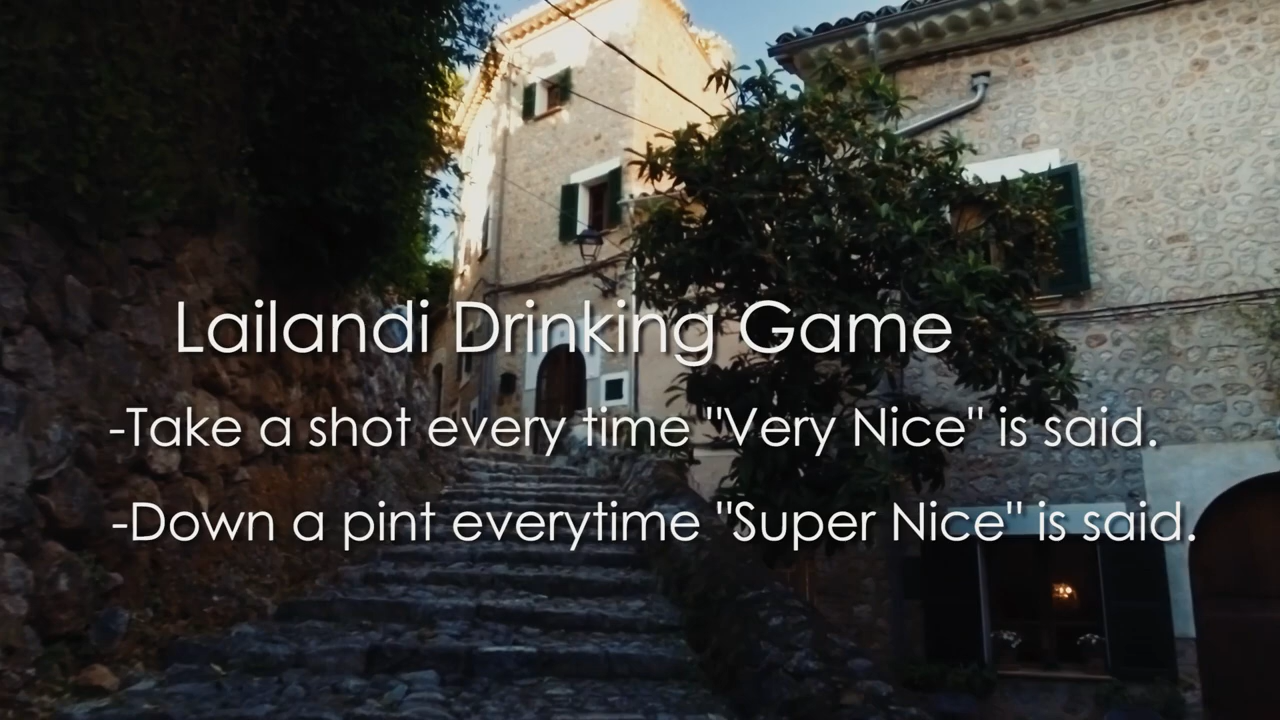 Lailandi Drinking Game
-Take a shot every time "Very Nice" is said.
-Down a pint everytime "Super Nice" is said.